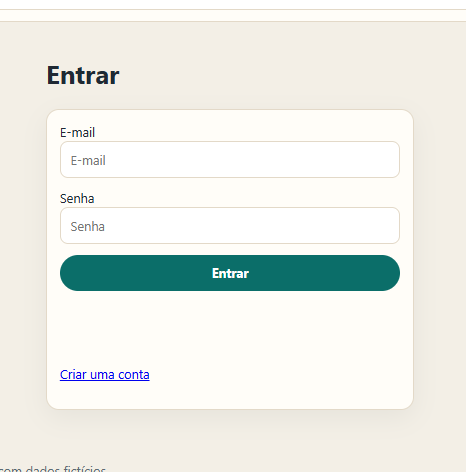 Entrar
E-mail
E-mail
Senha
Senha
Entrar
Criar uma conta
com dados fictícios